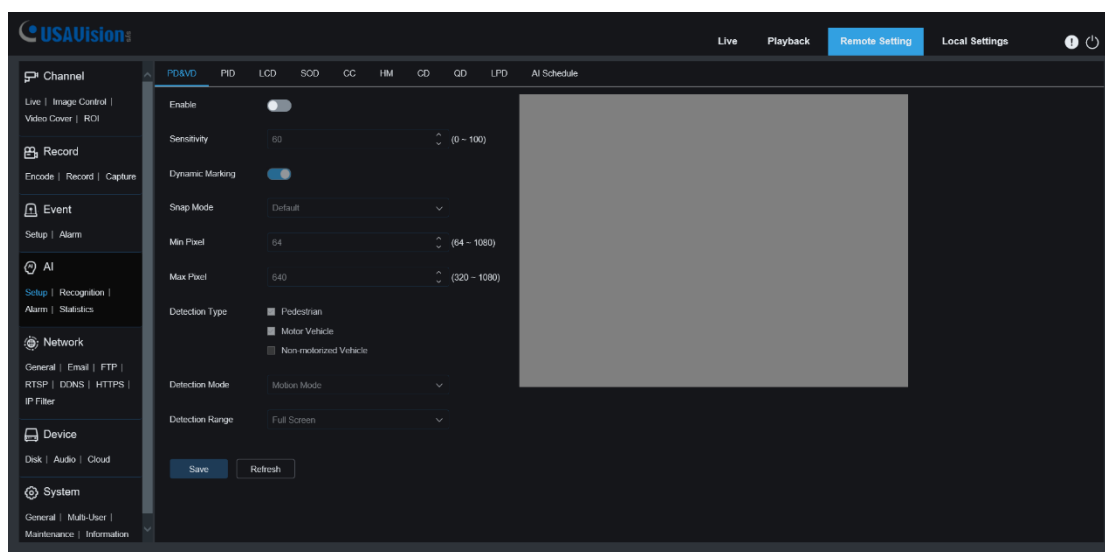 USAVision
Live Playback Remote Setting Local Settings
Channel
Live | Image Control |
Video Cover | ROI
Record
Encode | Record | Capture
Event
Setup | Alarm
AI
Setup | Recognition |
Alarm | Statistics
Network
General | Email | FTP |
RTSP | DDNS | HTTPS |
IP Filter
Device
Disk | Audio | Cloud
System
General | Multi-User |
Maintenance | Information
PD&VD PID LCD SOD CC HM CD QD LPD AI Schedule
Enable
Sensitivity 60 (0 ~ 100)
Dynamic Marking
Snap Mode Default
Min Pixel 64 (64 ~ 1080)
Max Pixel 640 (320 ~ 1080)
Detection Type Pedestrian
Motor Vehicle
Non-motorized Vehicle
Detection Mode Motion Mode
Detection Range Full Screen
Save Refresh